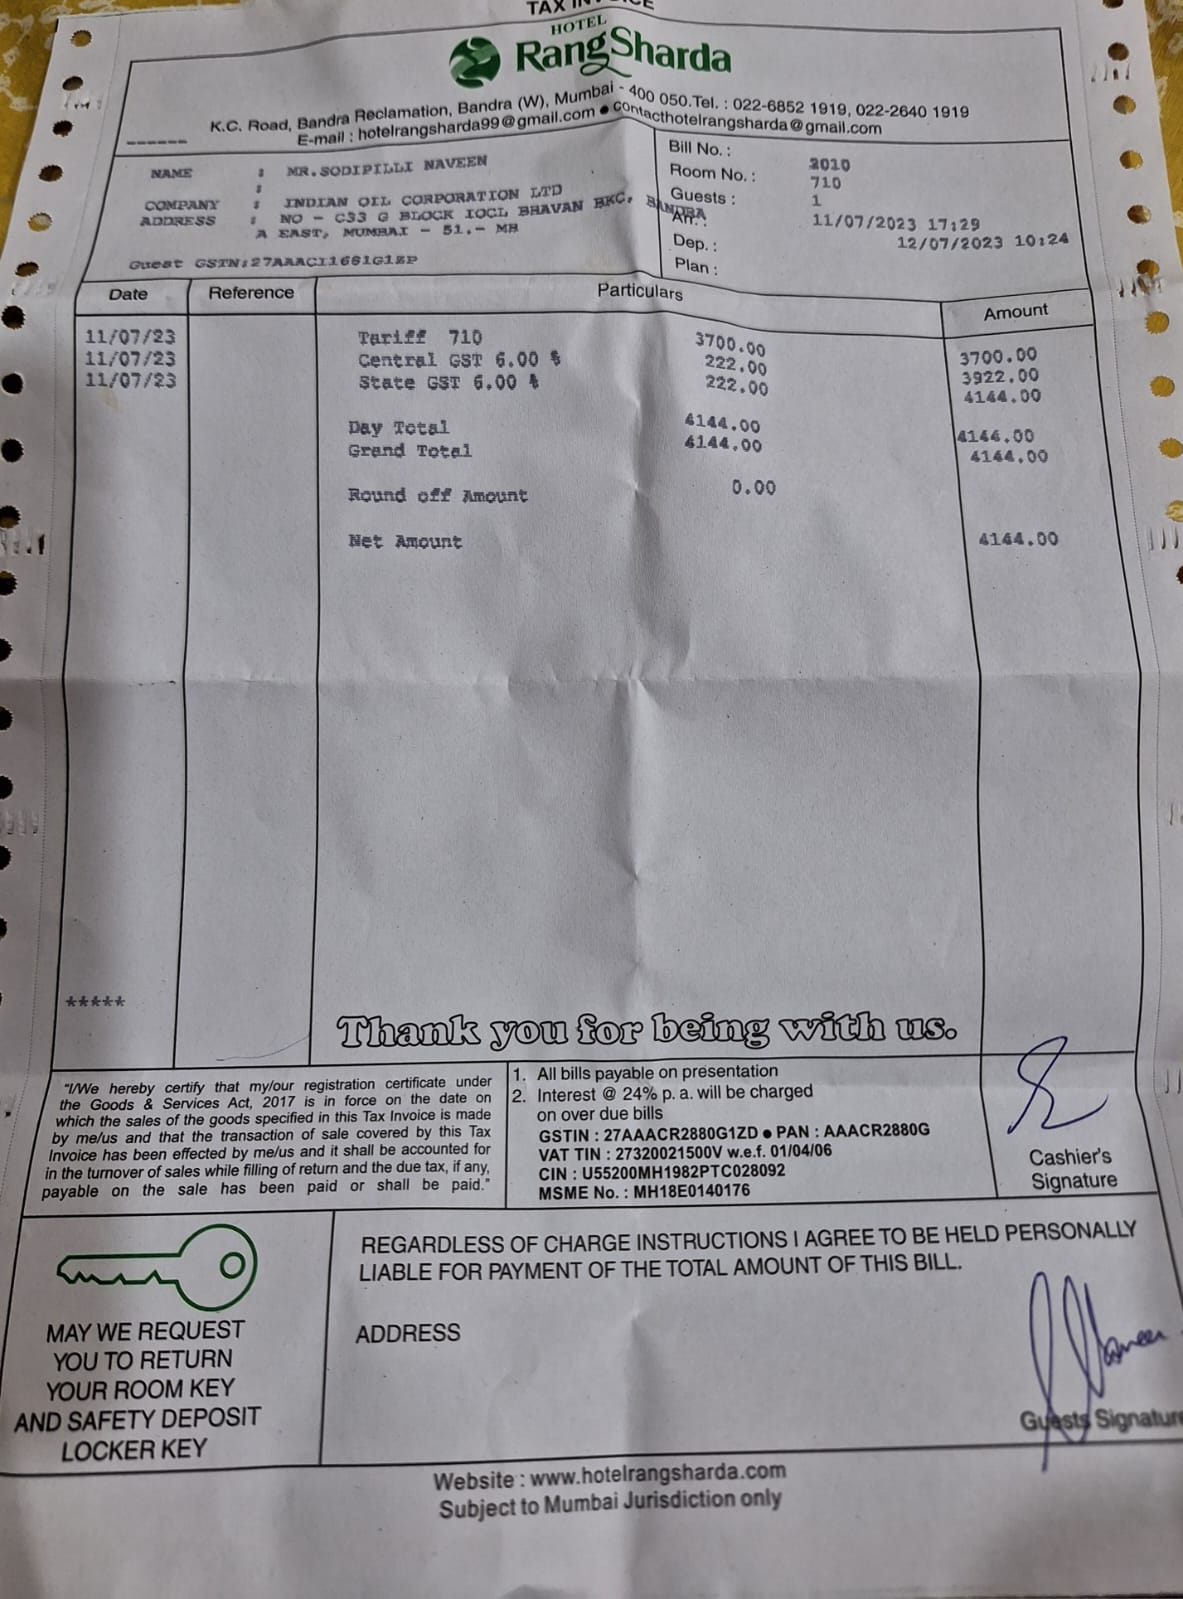 TAX INVOICE
HOTEL
RangSharda
K.C. Road, Bandra Reclamation, Bandra (W), Mumbai - 400 050.Tel. : 022-6852 1919, 022-2640 1919
E-mail : hotelrangsharda99@gmail.com ● contacthotelrangsharda@gmail.com
------
NAME : MR.SODIPILLI NAVEEN
:
COMPANY : INDIAN OIL CORPORATION LTD
ADDRESS : NO - C33 G BLOCK IOCL BHAVAN BKC, BANDRA
A EAST, MUMBAI - 51.- MH
Guest GSTN:27AAACI1681G1ZP
Bill No. : 2010
Room No. : 710
Guests : 1
Arr. : 11/07/2023 17:29
Dep. : 12/07/2023 10:24
Plan :
Date Reference Particulars Amount
11/07/23 Tariff 710 3700.00 3700.00
11/07/23 Central GST 6.00 % 222.00 3922.00
11/07/23 State GST 6.00 % 222.00 4144.00
Day Total 4144.00 4144.00
Grand Total 4144.00 4144.00
Round off Amount 0.00
Net Amount 4144.00
*****
Thank you for being with us.
"I/We hereby certify that my/our registration certificate under
the Goods & Services Act, 2017 is in force on the date on
which the sales of the goods specified in this Tax Invoice is made
by me/us and that the transaction of sale covered by this Tax
Invoice has been effected by me/us and it shall be accounted for
in the turnover of sales while filling of return and the due tax, if any,
payable on the sale has been paid or shall be paid."
1. All bills payable on presentation
2. Interest @ 24% p. a. will be charged
on over due bills
GSTIN : 27AAACR2880G1ZD ● PAN : AAACR2880G
VAT TIN : 27320021500V w.e.f. 01/04/06
CIN : U55200MH1982PTC028092
MSME No. : MH18E0140176
Cashier's
Signature
MAY WE REQUEST
YOU TO RETURN
YOUR ROOM KEY
AND SAFETY DEPOSIT
LOCKER KEY
REGARDLESS OF CHARGE INSTRUCTIONS I AGREE TO BE HELD PERSONALLY
LIABLE FOR PAYMENT OF THE TOTAL AMOUNT OF THIS BILL.
ADDRESS
Guests Signature
Website : www.hotelrangsharda.com
Subject to Mumbai Jurisdiction only